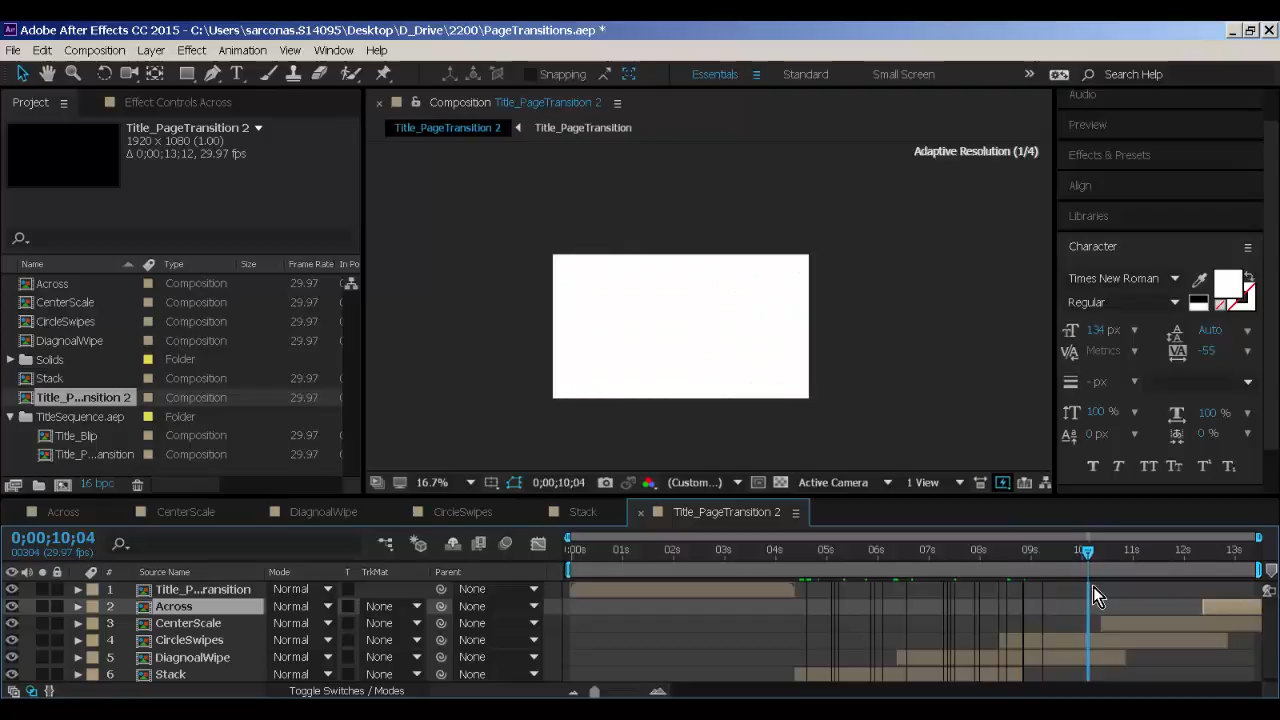 Adobe After Effects CC 2015 - C:\Users\sarconas.S14095\Desktop\D_Drive\2200\PageTransitions.aep *
File Edit Composition Layer Effect Animation View Window Help
Snapping Essentials Standard Small Screen Search Help
Project Effect Controls Across Composition Title_PageTransition 2 Audio
Title_PageTransition 2
1920 x 1080 (1.00)
Δ 0;00;13;12, 29.97 fps
Title_PageTransition 2 Title_PageTransition
Adaptive Resolution (1/4)
Preview
Effects & Presets
Align
Libraries
Character
Times New Roman
Regular
134 px Auto
Metrics -55
- px
100 % 100 %
0 px 0 %
T T TT Tt T¹ T₁
Name Type Size Frame Rate In Po
Across Composition 29.97
CenterScale Composition 29.97
CircleSwipes Composition 29.97
DiagnoalWipe Composition 29.97
Solids Folder
Stack Composition 29.97
Title_P...nsition 2 Composition 29.97
TitleSequence.aep Folder
Title_Blip Composition 29.97
Title_P...ansition Composition 29.97
16 bpc
16.7% 0;00;10;04 (Custom...) Active Camera 1 View
Across CenterScale DiagnoalWipe CircleSwipes Stack Title_PageTransition 2
0;00;10;04
00304 (29.97 fps)
:00s 01s 02s 03s 04s 05s 06s 07s 08s 09s 10s 11s 12s 13s
Source Name Mode T TrkMat Parent
1 Title_P...ransition Normal None
2 Across Normal None None
3 CenterScale Normal None None
4 CircleSwipes Normal None None
5 DiagnoalWipe Normal None None
6 Stack Normal None None
Toggle Switches / Modes